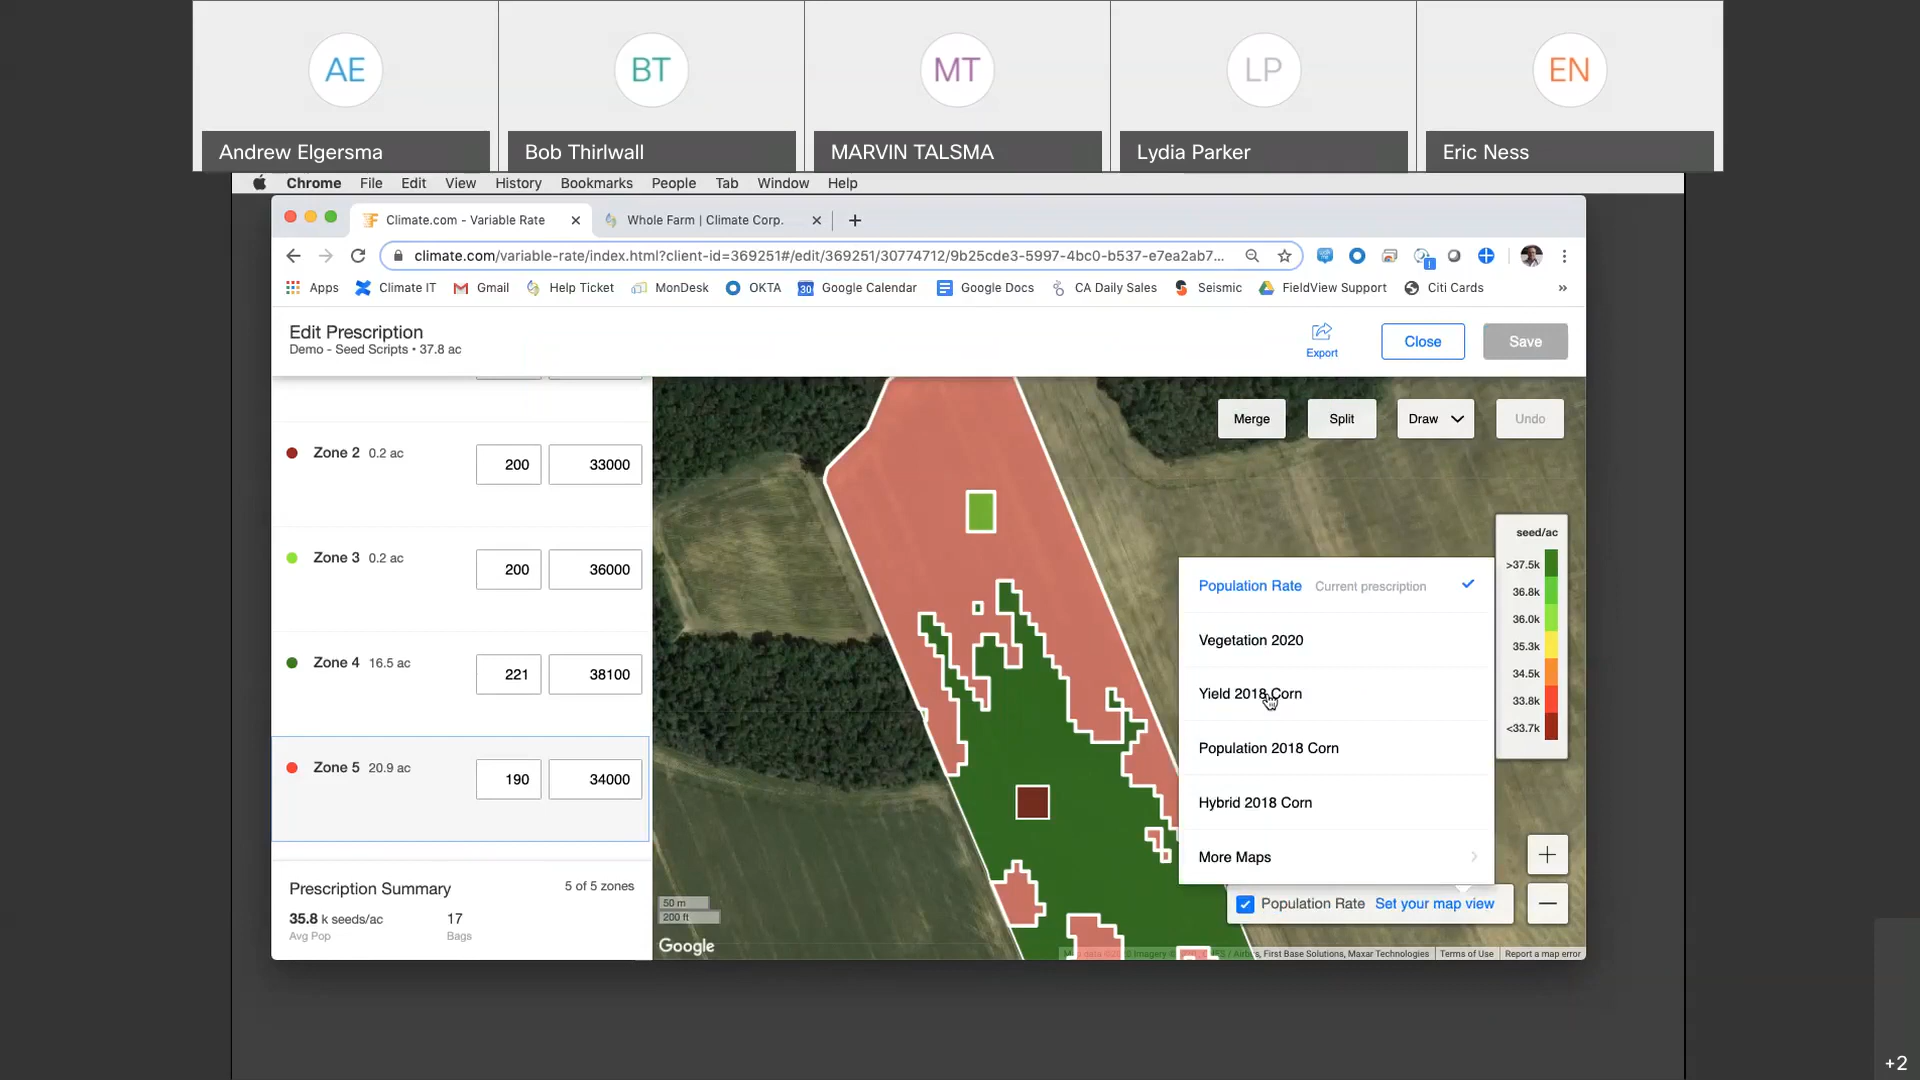 AE
BT
MT
LP
EN
Andrew Elgersma
Bob Thirlwall
MARVIN TALSMA
Lydia Parker
Eric Ness
Chrome File Edit View History Bookmarks People Tab Window Help
Climate.com - Variable Rate
Whole Farm | Climate Corp.
climate.com/variable-rate/index.html?client-id=369251#/edit/369251/30774712/9b25cde3-5997-4bc0-b537-e7ea2ab7...
Apps Climate IT Gmail Help Ticket MonDesk OKTA Google Calendar Google Docs CA Daily Sales Seismic FieldView Support Citi Cards »
Edit Prescription
Demo - Seed Scripts • 37.8 ac
Export
Close
Save
Merge
Split
Draw
Undo
Zone 2 0.2 ac 200 33000
Zone 3 0.2 ac 200 36000
Zone 4 16.5 ac 221 38100
Zone 5 20.9 ac 190 34000
Prescription Summary 5 of 5 zones
35.8 k seeds/ac 17
Avg Pop Bags
seed/ac
>37.5k
36.8k
36.0k
35.3k
34.5k
33.8k
<33.7k
Population Rate Current prescription
Vegetation 2020
Yield 2018 Corn
Population 2018 Corn
Hybrid 2018 Corn
More Maps
Population Rate Set your map view
50 m
200 ft
Google
First Base Solutions, Maxar Technologies Terms of Use Report a map error
+2